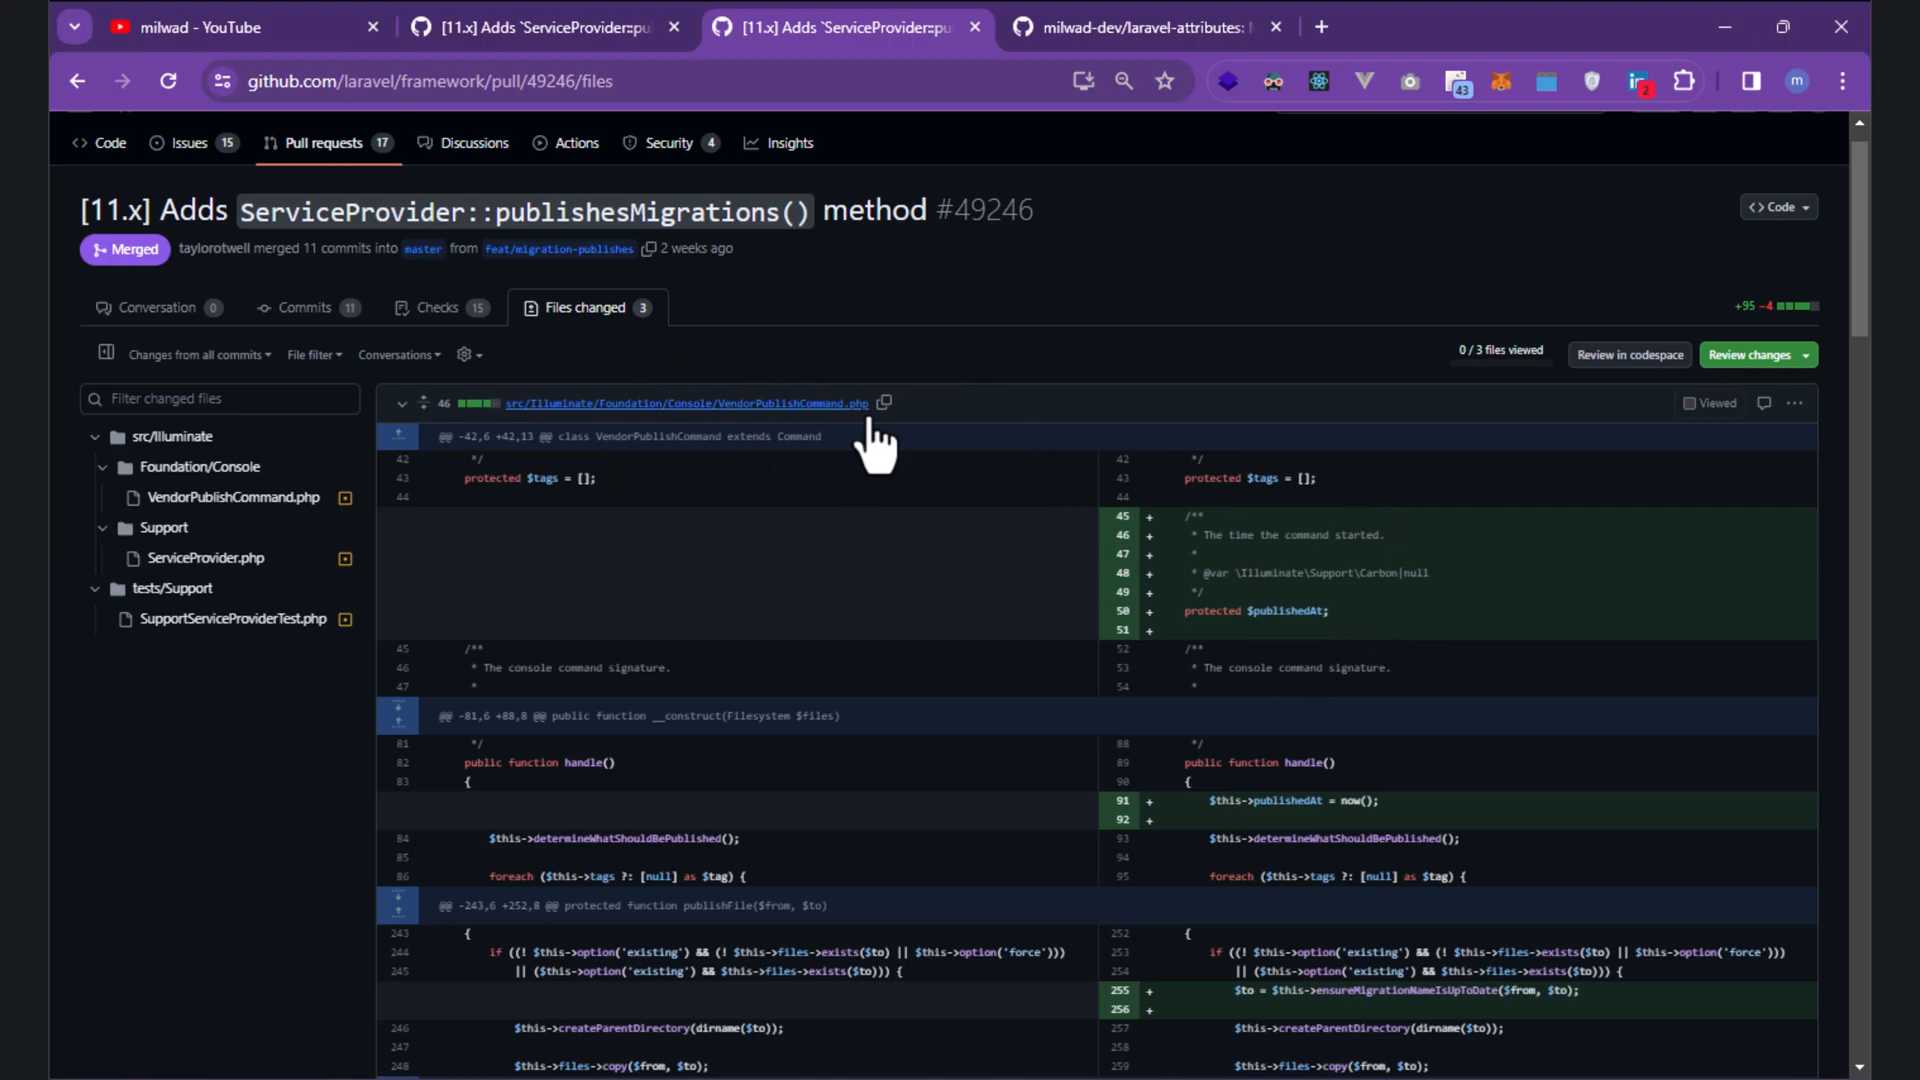 milwad - YouTube
[11.x] Adds `ServiceProvider::pu
[11.x] Adds `ServiceProvider::pu
milwad-dev/laravel-attributes:
github.com/laravel/framework/pull/49246/files
43
2
m
Code
Issues 15
Pull requests 17
Discussions
Actions
Security 4
Insights
[11.x] Adds ServiceProvider::publishesMigrations() method #49246
<> Code
Merged
taylorotwell merged 11 commits into master from feat/migration-publishes 2 weeks ago
Conversation 0
Commits 11
Checks 15
Files changed 3
+95 -4
Changes from all commits
File filter
Conversations
0 / 3 files viewed
Review in codespace
Review changes
Filter changed files
src/Illuminate
Foundation/Console
VendorPublishCommand.php
Support
ServiceProvider.php
tests/Support
SupportServiceProviderTest.php
46 src/Illuminate/Foundation/Console/VendorPublishCommand.php
Viewed
@@ -42,6 +42,13 @@ class VendorPublishCommand extends Command
42 */
43 protected $tags = [];
44
42 */
43 protected $tags = [];
44
45 + /**
46 + * The time the command started.
47 + *
48 + * @var \Illuminate\Support\Carbon|null
49 + */
50 + protected $publishedAt;
51 +
45 /**
46 * The console command signature.
47 *
52 /**
53 * The console command signature.
54 *
@@ -81,6 +88,8 @@ public function __construct(Filesystem $files)
81 */
82 public function handle()
83 {
88 */
89 public function handle()
90 {
91 + $this->publishedAt = now();
92 +
84 $this->determineWhatShouldBePublished();
85
86 foreach ($this->tags ?: [null] as $tag) {
93 $this->determineWhatShouldBePublished();
94
95 foreach ($this->tags ?: [null] as $tag) {
@@ -243,6 +252,8 @@ protected function publishFile($from, $to)
243 {
244 if ((! $this->option('existing') && (! $this->files->exists($to) || $this->option('force')))
245 || ($this->option('existing') && $this->files->exists($to))) {
252 {
253 if ((! $this->option('existing') && (! $this->files->exists($to) || $this->option('force')))
254 || ($this->option('existing') && $this->files->exists($to))) {
255 + $to = $this->ensureMigrationNameIsUpToDate($from, $to);
256 +
246 $this->createParentDirectory(dirname($to));
247
248 $this->files->copy($from, $to);
257 $this->createParentDirectory(dirname($to));
258
259 $this->files->copy($from, $to);